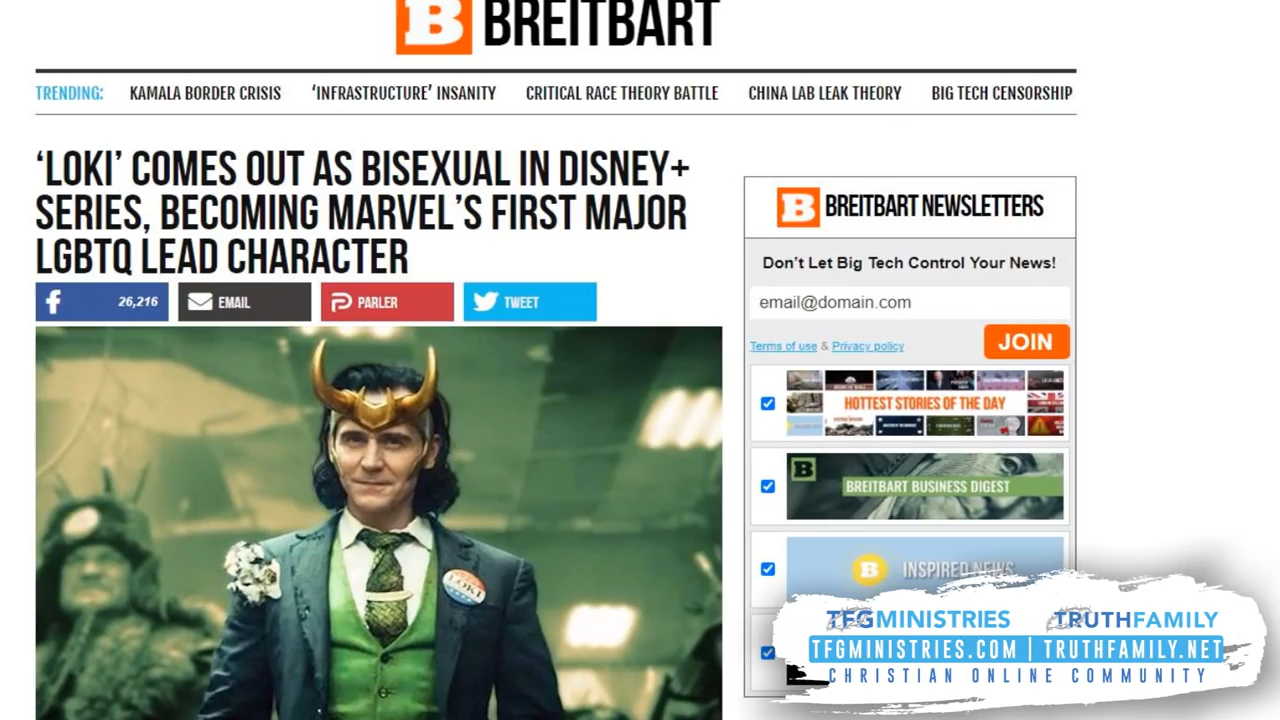 B BREITBART
TRENDING: KAMALA BORDER CRISIS 'INFRASTRUCTURE' INSANITY CRITICAL RACE THEORY BATTLE CHINA LAB LEAK THEORY BIG TECH CENSORSHIP
'LOKI' COMES OUT AS BISEXUAL IN DISNEY+
SERIES, BECOMING MARVEL'S FIRST MAJOR
LGBTQ LEAD CHARACTER
f 26,216 EMAIL PARLER TWEET
LOKI
B BREITBART NEWSLETTERS
Don't Let Big Tech Control Your News!
email@domain.com
Terms of use & Privacy policy JOIN
HOTTEST STORIES OF THE DAY
B
BREITBART BUSINESS DIGEST
B INSPIRED NEWS
TFGMINISTRIES TRUTHFAMILY
TFGMINISTRIES.COM | TRUTHFAMILY.NET
CHRISTIAN ONLINE COMMUNITY